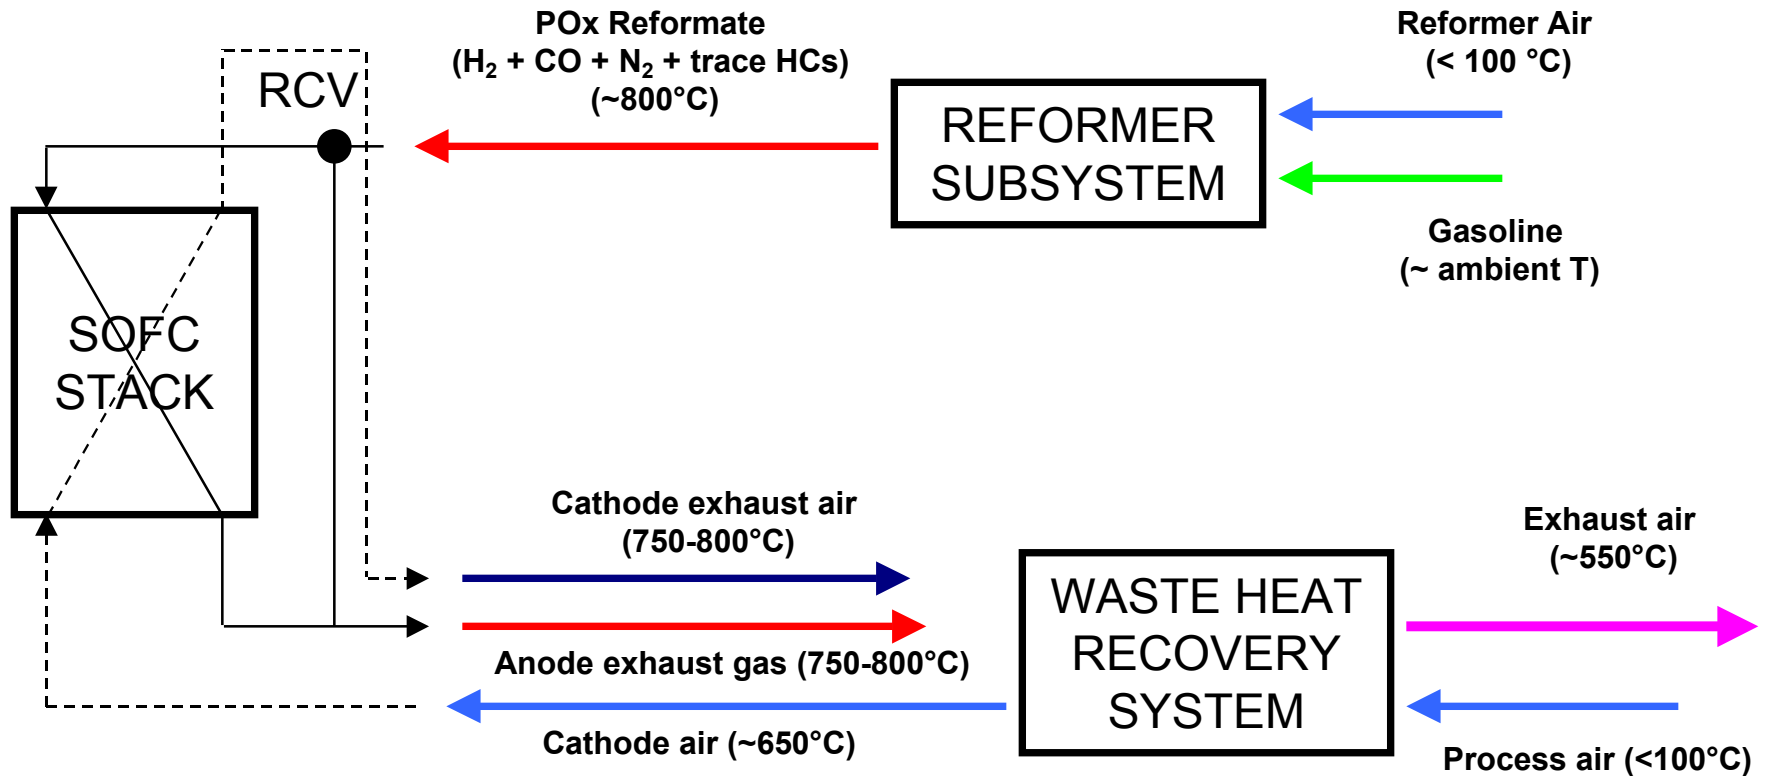 POx Reformate
(H₂ + CO + N₂ + trace HCs)
(~800°C)
Reformer Air
(< 100 °C)
RCV
REFORMER
SUBSYSTEM
Gasoline
(~ ambient T)
SOFC
STACK
Cathode exhaust air
(750-800°C)
Exhaust air
(~550°C)
WASTE HEAT
RECOVERY
SYSTEM
Anode exhaust gas (750-800°C)
Cathode air (~650°C)
Process air (<100°C)